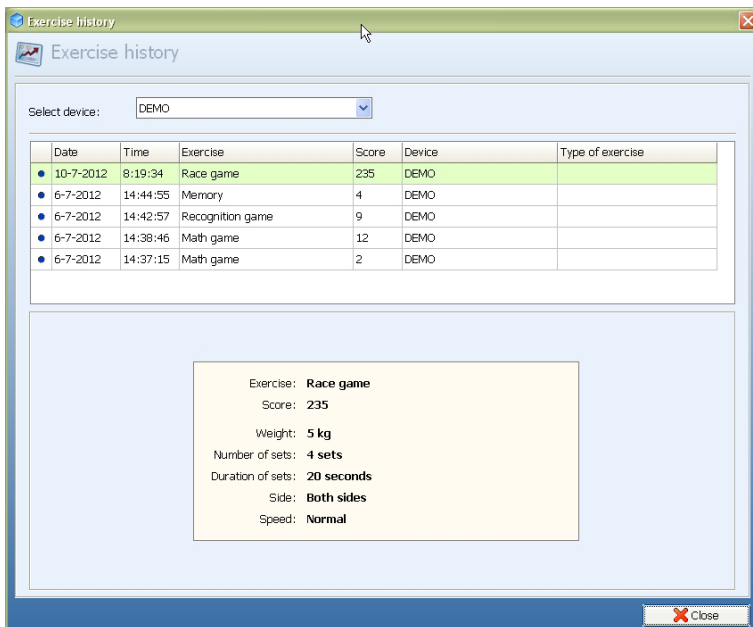 Exercise history
Exercise history
Select device: DEMO
Date Time Exercise Score Device Type of exercise
10-7-2012 8:19:34 Race game 235 DEMO
6-7-2012 14:44:55 Memory 4 DEMO
6-7-2012 14:42:57 Recognition game 9 DEMO
6-7-2012 14:38:46 Math game 12 DEMO
6-7-2012 14:37:15 Math game 2 DEMO
Exercise: Race game
Score: 235
Weight: 5 kg
Number of sets: 4 sets
Duration of sets: 20 seconds
Side: Both sides
Speed: Normal
Close